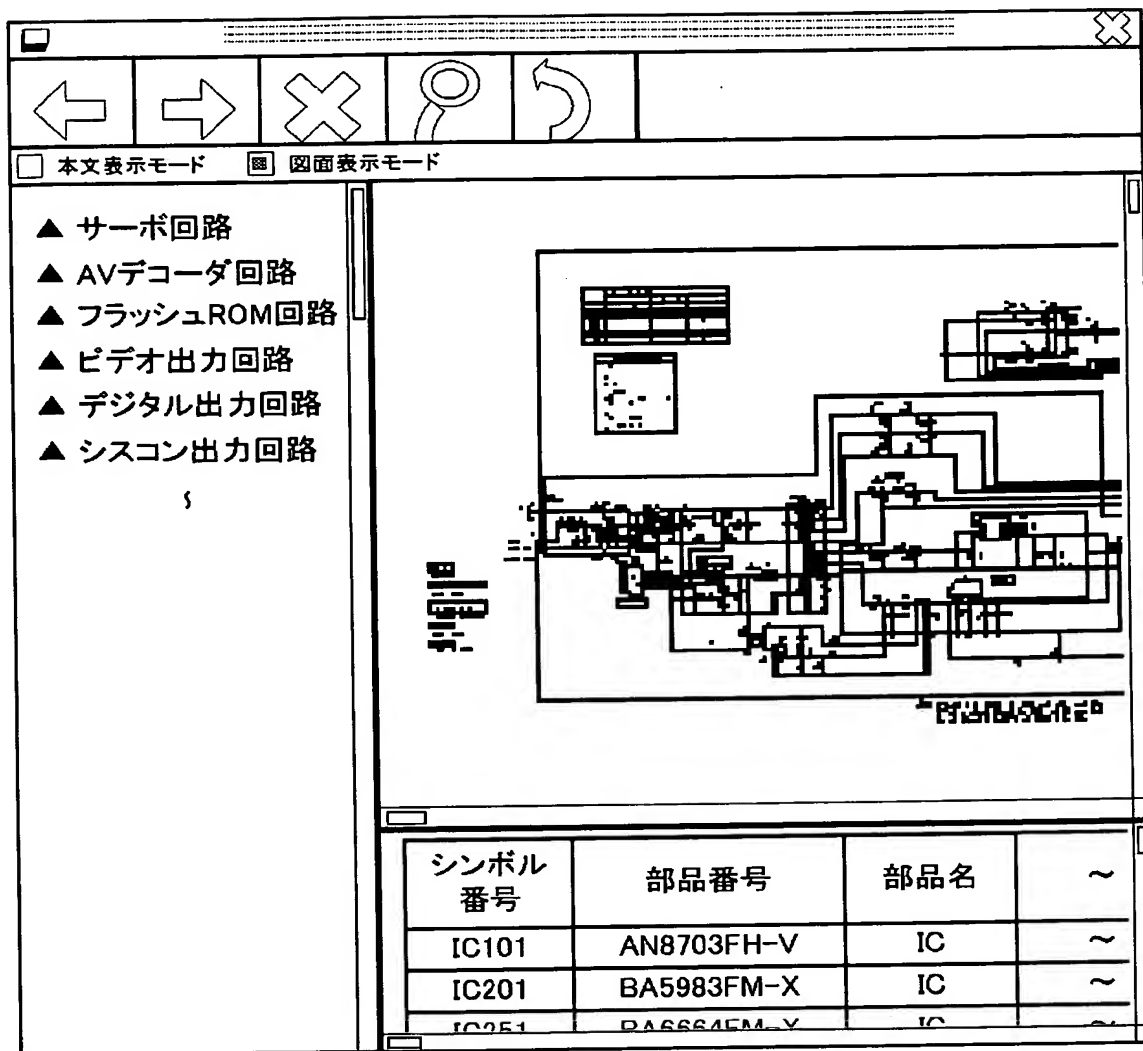 本文表示モード 図面表示モード
▲ サーボ回路
▲ AVデコーダ回路
▲ フラッシュROM回路
▲ ビデオ出力回路
▲ デジタル出力回路
▲ シスコン出力回路
シンボル番号 部品番号 部品名 ～
IC101 AN8703FH-V IC ～
IC201 BA5983FM-X IC ～
IC251 BA6664FM-X IC ～